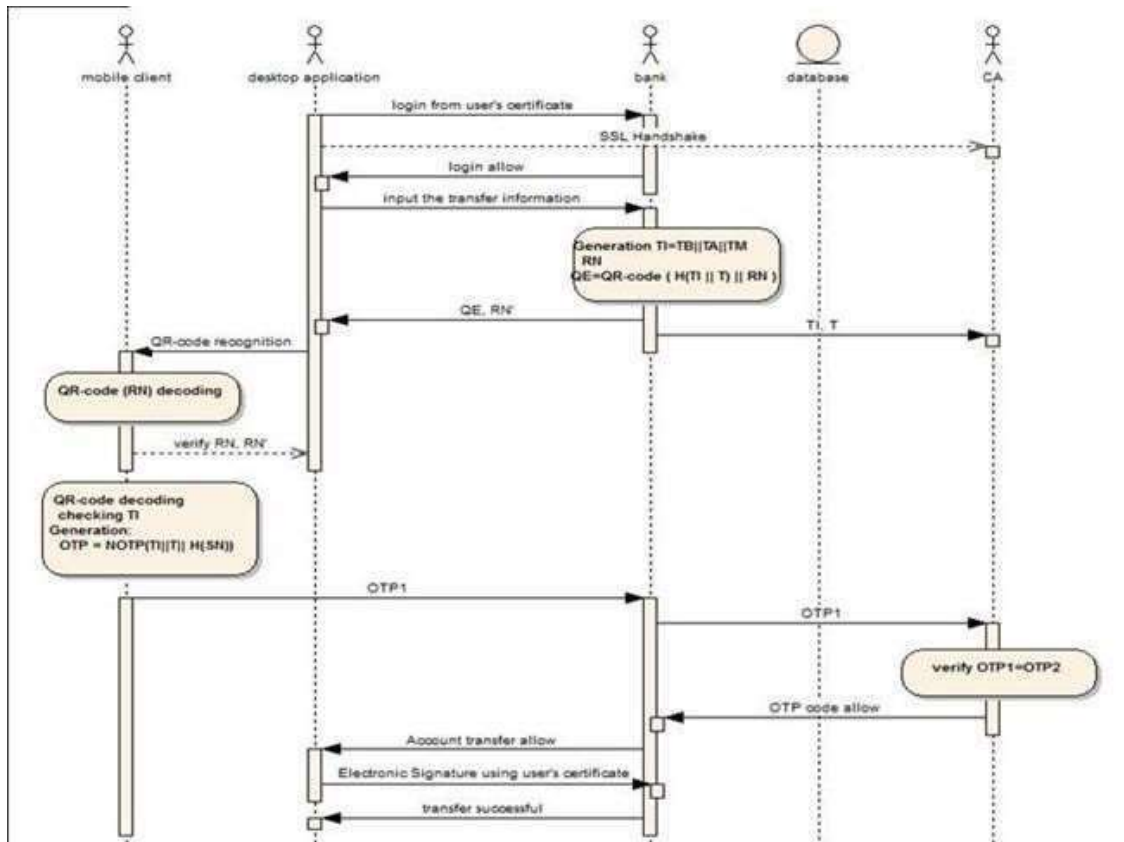 mobile client
desktop application
bank
database
CA
login from user's certificate
SSL Handshake
login allow
input the transfer information
Generation TI=TB||TA||TM
RN
QE=QR-code ( H(TI || T) || RN )
QE, RN'
TI, T
QR-code recognition
QR-code (RN) decoding
verify RN, RN'
QR-code decoding
checking TI
Generation:
OTP = NOTP(TI||T|| H(SN))
OTP1
OTP1
verify OTP1=OTP2
OTP code allow
Account transfer allow
Electronic Signature using user's certificate
transfer successful